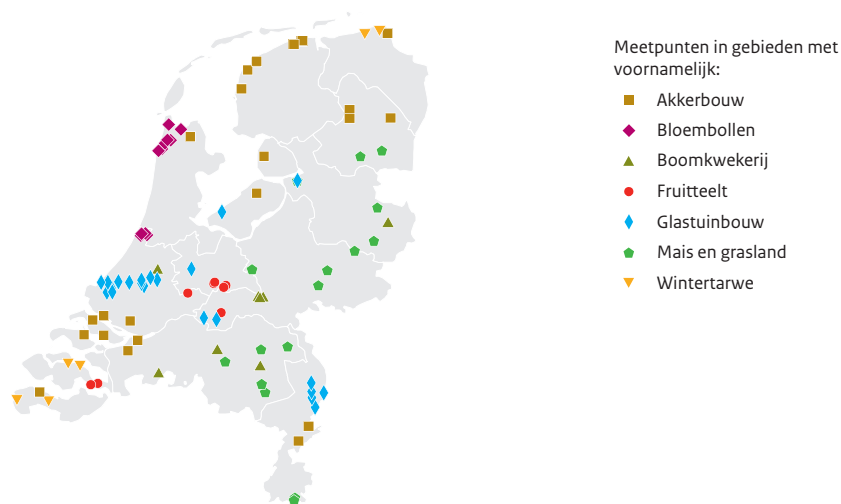 Meetpunten in gebieden met
voornamelijk:
Akkerbouw
Bloembollen
Boomkwekerij
Fruitteelt
Glastuinbouw
Mais en grasland
Wintertarwe